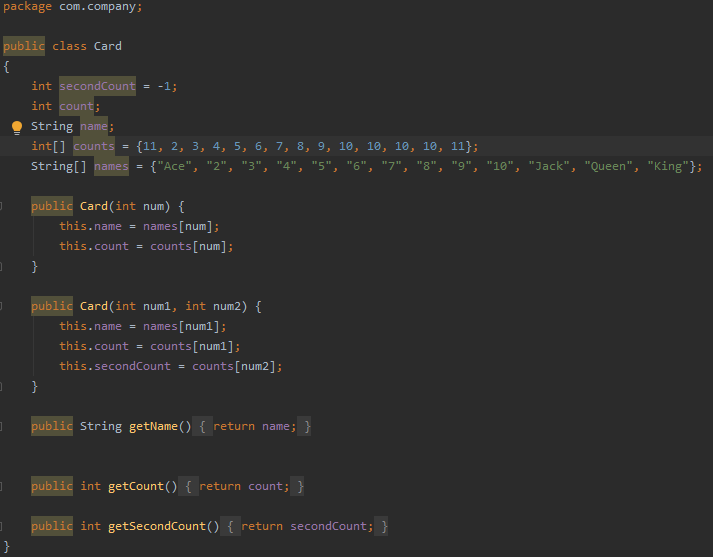 package com.company;
public class Card
{
int secondCount = -1;
int count;
String name;
int[] counts = {11, 2, 3, 4, 5, 6, 7, 8, 9, 10, 10, 10, 10, 11};
String[] names = {"Ace", "2", "3", "4", "5", "6", "7", "8", "9", "10", "Jack", "Queen", "King"};
public Card(int num) {
this.name = names[num];
this.count = counts[num];
}
public Card(int num1, int num2) {
this.name = names[num1];
this.count = counts[num1];
this.secondCount = counts[num2];
}
public String getName() { return name; }
public int getCount() { return count; }
public int getSecondCount() { return secondCount; }
}